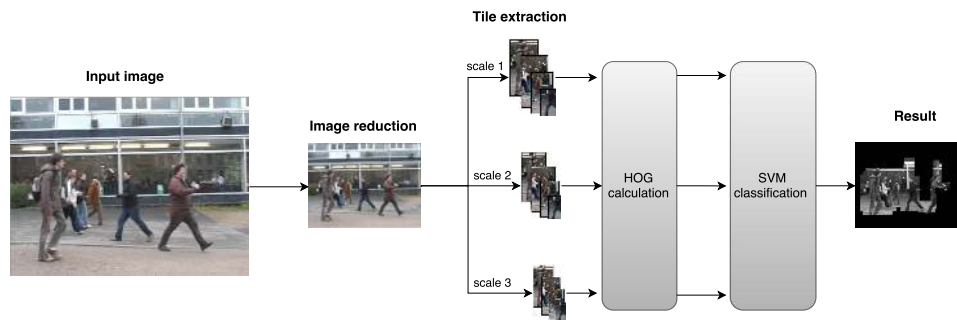 Tile extraction
Input image
Image reduction
scale 1
scale 2
scale 3
HOG
calculation
SVM
classification
Result